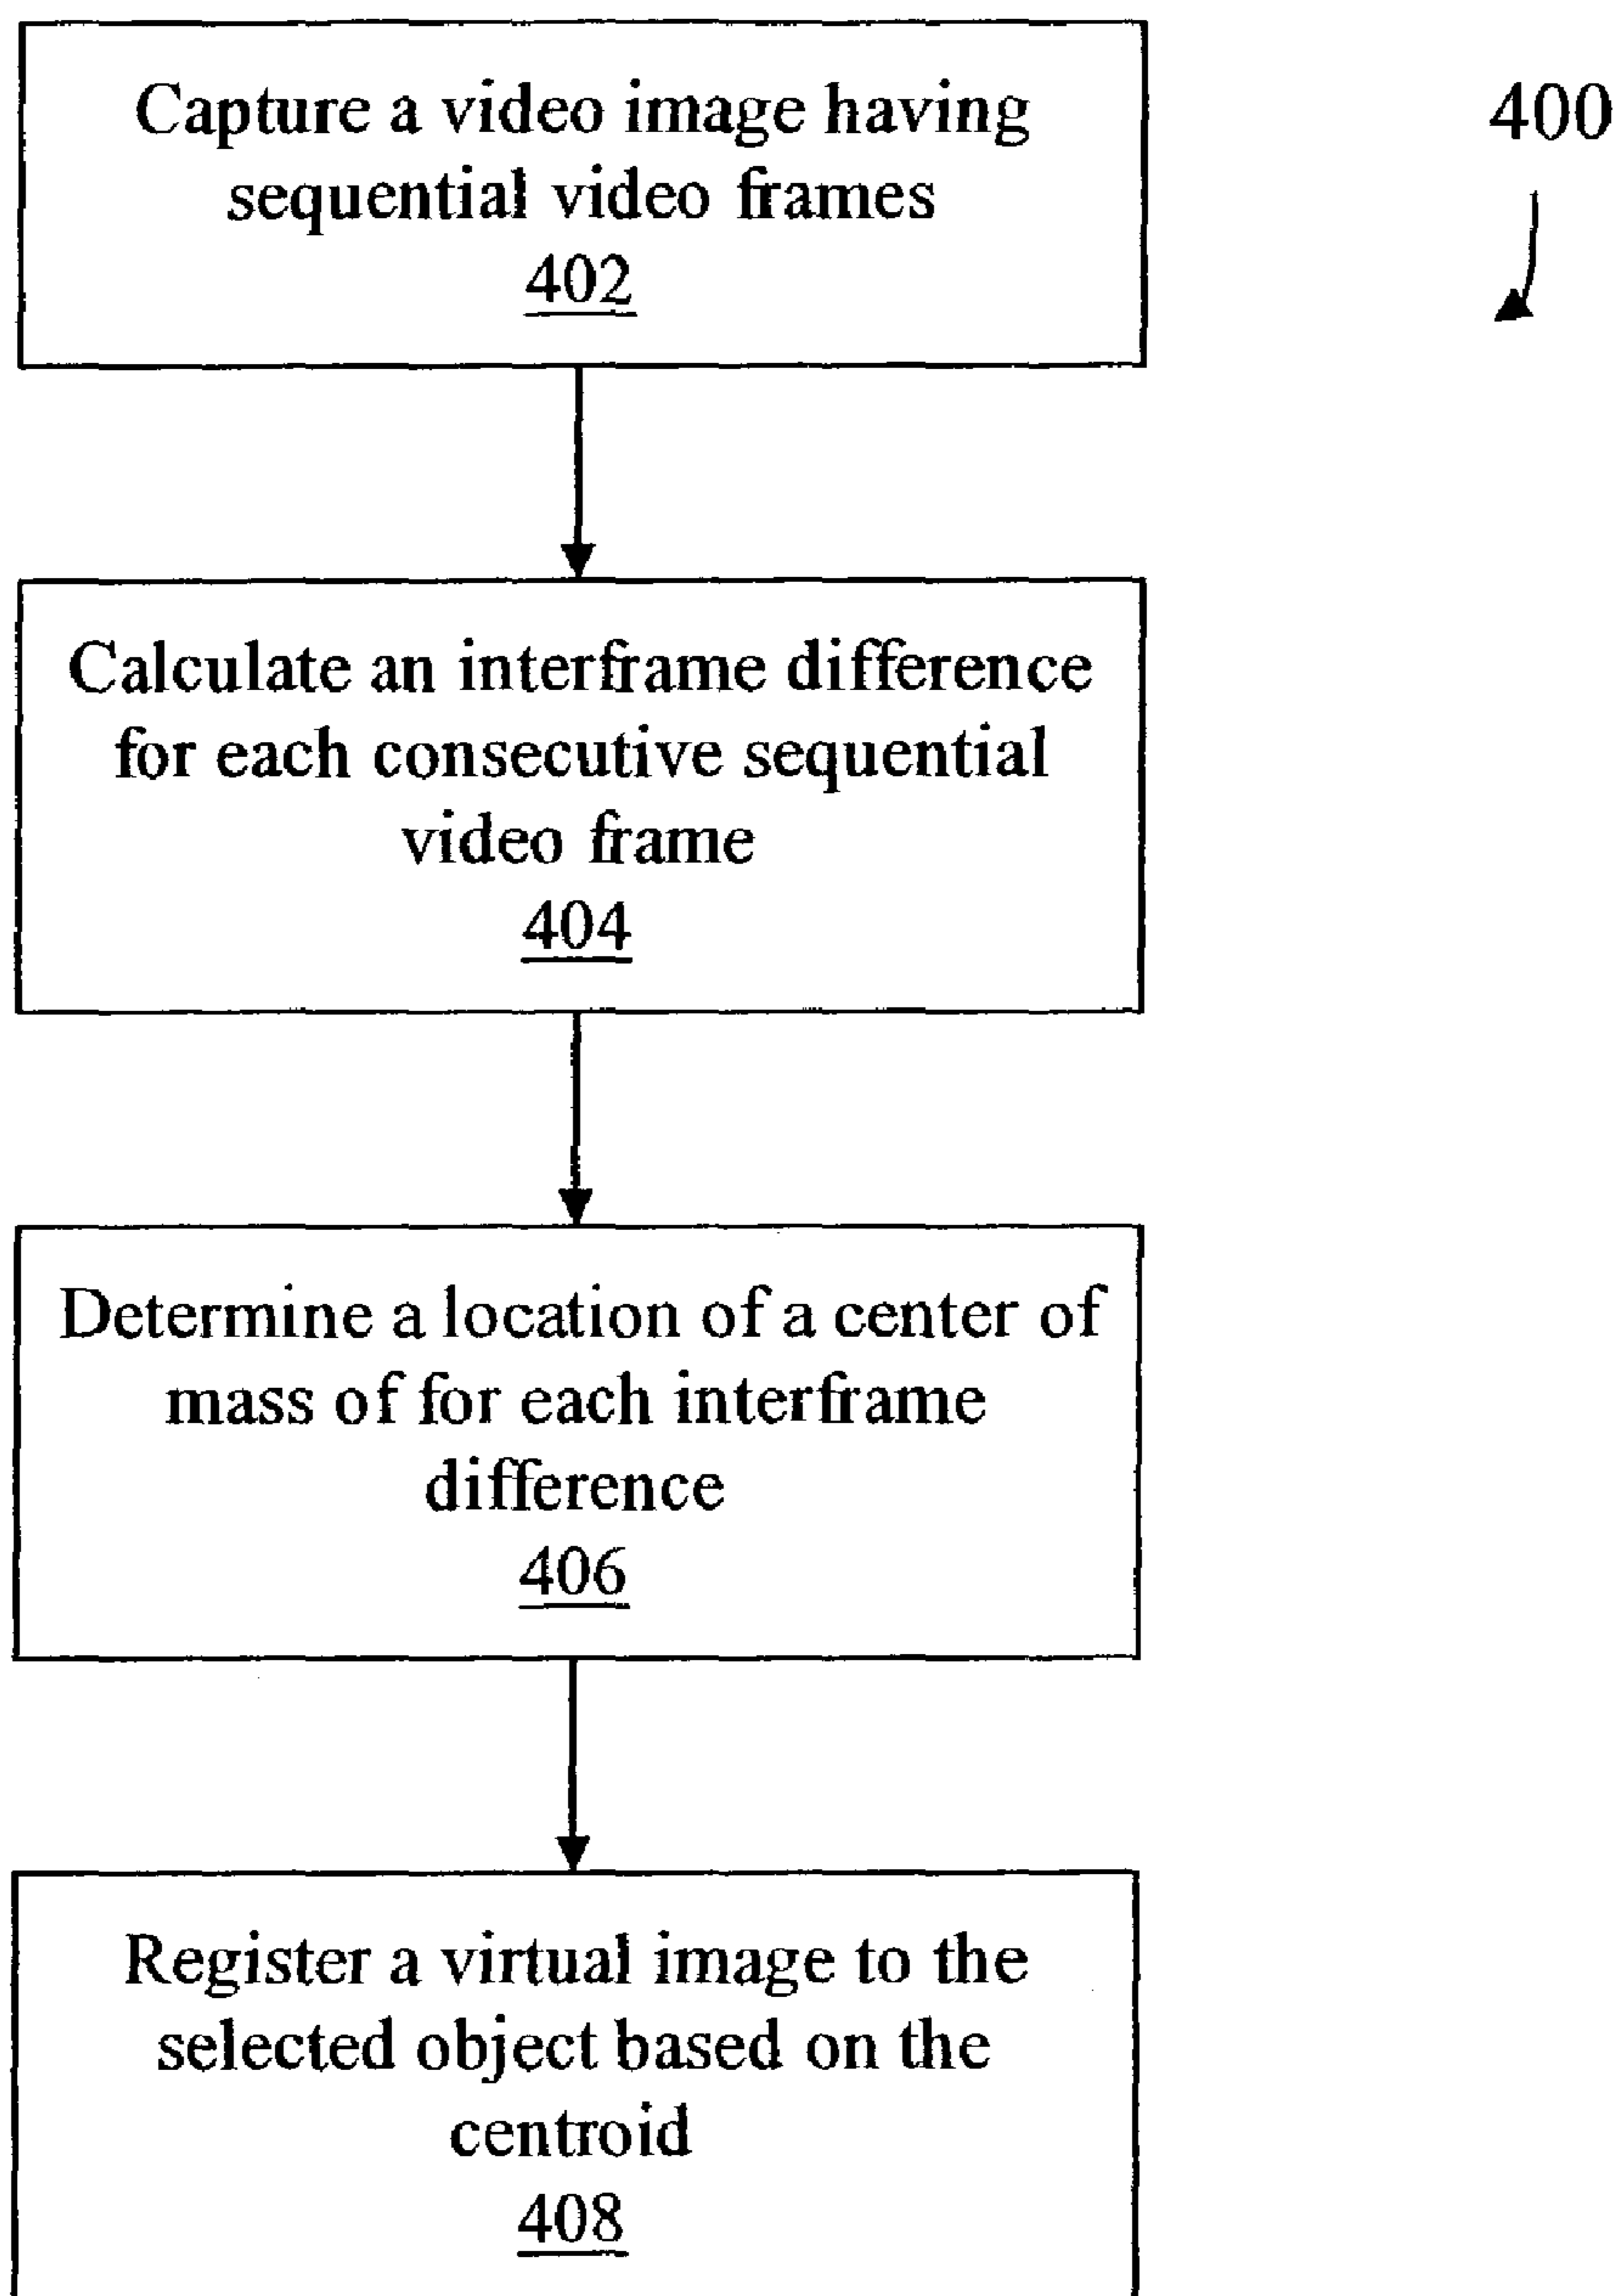 Capture a video image having
sequential video frames
402
400
Calculate an interframe difference
for each consecutive sequential
video frame
404
Determine a location of a center of
mass of for each interframe
difference
406
Register a virtual image to the
selected object based on the
centroid
408